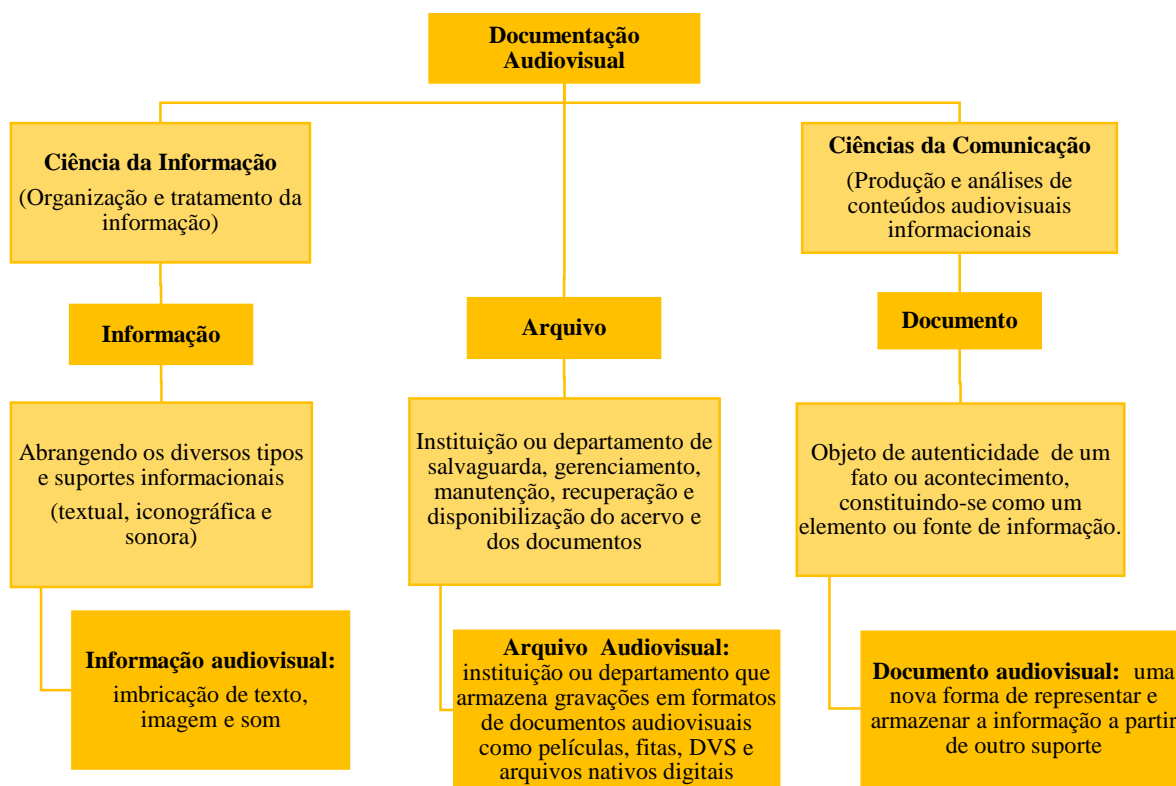 Documentação
Audiovisual
Ciência da Informação
(Organização e tratamento da
informação)
Ciências da Comunicação
(Produção e análises de
conteúdos audiovisuais
informacionais
Informação
Arquivo
Documento
Abrangendo os diversos tipos
e suportes informacionais
(textual, iconográfica e
sonora)
Instituição ou departamento de
salvaguarda, gerenciamento,
manutenção, recuperação e
disponibilização do acervo e
dos documentos
Objeto de autenticidade de um
fato ou acontecimento,
constituindo-se como um
elemento ou fonte de informação.
Informação audiovisual:
imbricação de texto,
imagem e som
Arquivo Audiovisual:
instituição ou departamento que
armazena gravações em formatos
de documentos audiovisuais
como películas, fitas, DVS e
arquivos nativos digitais
Documento audiovisual: uma
nova forma de representar e
armazenar a informação a partir
de outro suporte